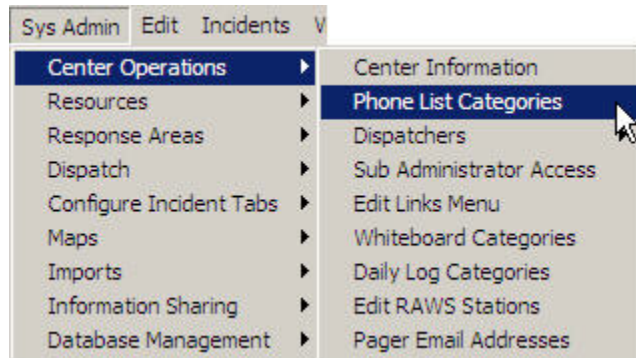 Sys Admin Edit Incidents
Center Operations
Resources
Response Areas
Dispatch
Configure Incident Tabs
Maps
Imports
Information Sharing
Database Management
Center Information
Phone List Categories
Dispatchers
Sub Administrator Access
Edit Links Menu
Whiteboard Categories
Daily Log Categories
Edit RAWS Stations
Pager Email Addresses